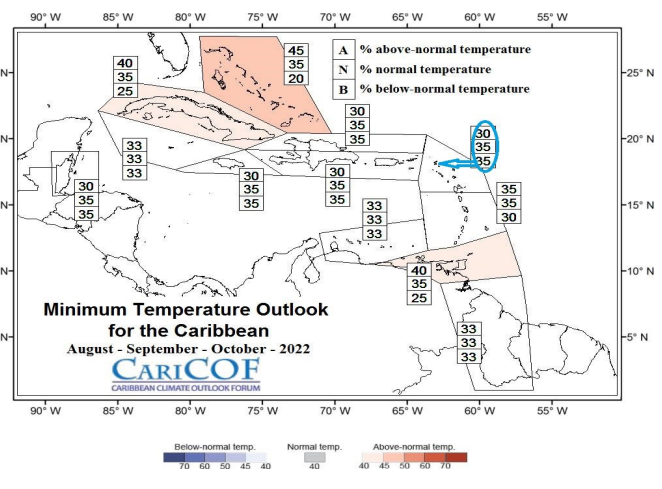 90° W 85° W 80° W 75° W 70° W 65° W 60° W 55° W
A % above-normal temperature
N % normal temperature
B % below-normal temperature
45
35
20
40
35
25
N- -25° N
30
35
35
N- -20° N
30
35
35
33
33
33
30
35
35
30
35
35
30
35
35
35
35
30
N- -15° N
33
33
33
40
35
25
N- -10° N
Minimum Temperature Outlook
for the Caribbean
August - September - October - 2022
CARICOF
CARIBBEAN CLIMATE OUTLOOK FORUM
33
33
33
N- -5° N
90° W 85° W 80° W 75° W 70° W 65° W 60° W 55° W
Below-normal temp. Normal temp. Above-normal temp.
70 60 50 45 40 40 40 45 50 60 70